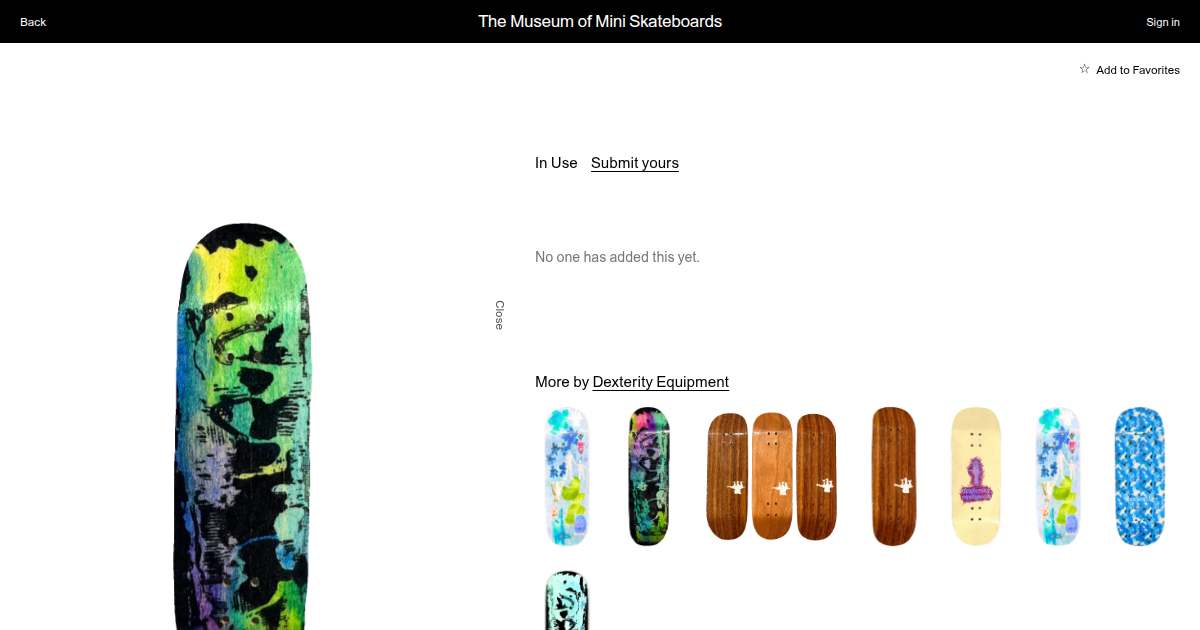 Back
The Museum of Mini Skateboards
Sign in
☆ Add to Favorites
In Use Submit yours
No one has added this yet.
Close
More by Dexterity Equipment